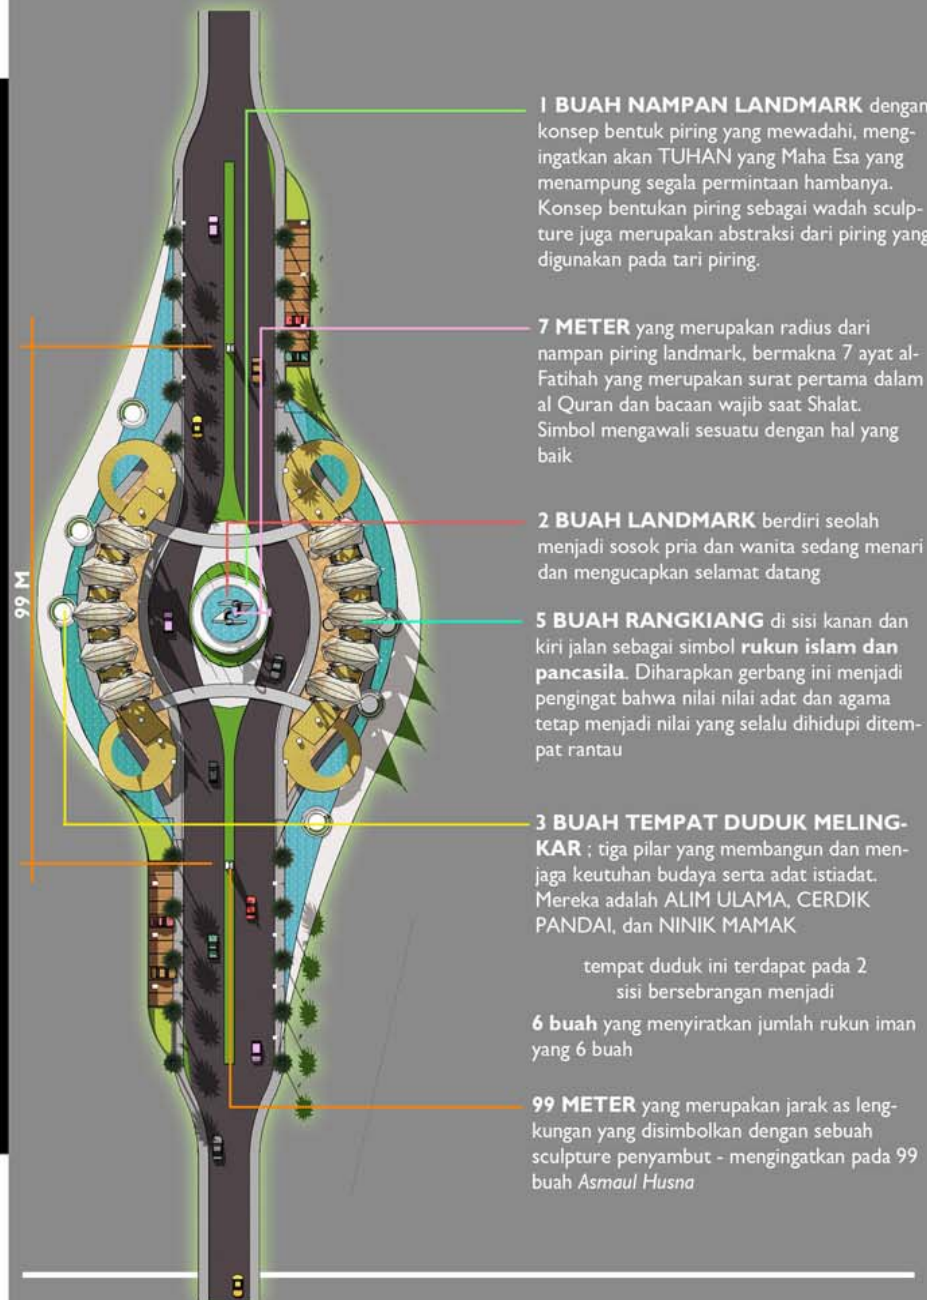 1 BUAH NAMPAN LANDMARK dengan
konsep bentuk piring yang mewadahi, meng-
ingatkan akan TUHAN yang Maha Esa yang
menampung segala permintaan hambanya.
Konsep bentukan piring sebagai wadah sculp-
ture juga merupakan abstraksi dari piring yang
digunakan pada tari piring.
7 METER yang merupakan radius dari
nampan piring landmark, bermakna 7 ayat al-
Fatihah yang merupakan surat pertama dalam
al Quran dan bacaan wajib saat Shalat.
Simbol mengawali sesuatu dengan hal yang
baik
2 BUAH LANDMARK berdiri seolah
menjadi sosok pria dan wanita sedang menari
dan mengucapkan selamat datang
99 M
5 BUAH RANGKIANG di sisi kanan dan
kiri jalan sebagai simbol rukun islam dan
pancasila. Diharapkan gerbang ini menjadi
pengingat bahwa nilai nilai adat dan agama
tetap menjadi nilai yang selalu dihidupi ditem-
pat rantau
3 BUAH TEMPAT DUDUK MELING-
KAR ; tiga pilar yang membangun dan men-
jaga keutuhan budaya serta adat istiadat.
Mereka adalah ALIM ULAMA, CERDIK
PANDAI, dan NINIK MAMAK
tempat duduk ini terdapat pada 2
sisi bersebrangan menjadi
6 buah yang menyiratkan jumlah rukun iman
yang 6 buah
99 METER yang merupakan jarak as leng-
kungan yang disimbolkan dengan sebuah
sculpture penyambut - mengingatkan pada 99
buah Asmaul Husna